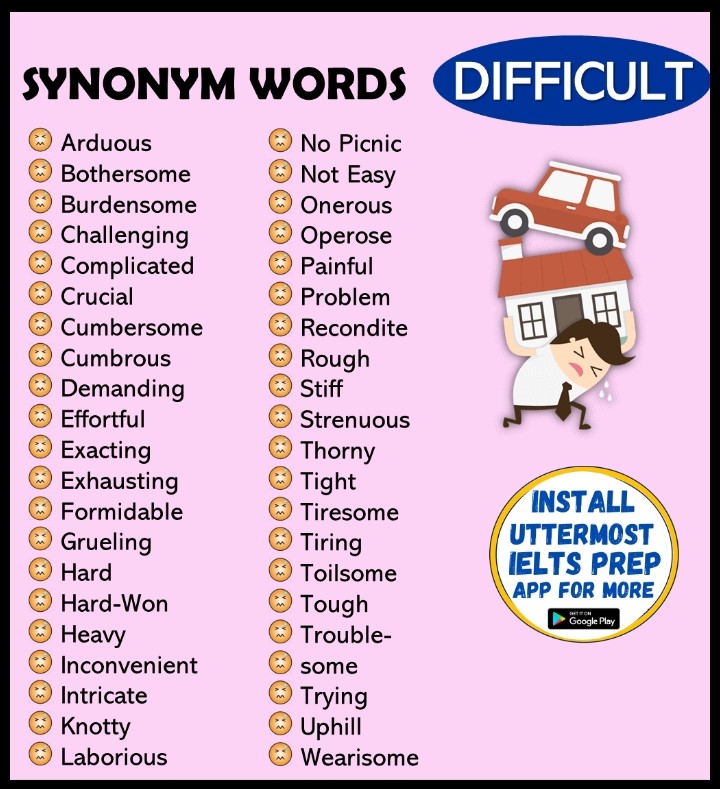 SYNONYM WORDS
DIFFICULT
Arduous
Bothersome
Burdensome
Challenging
Complicated
Crucial
Cumbersome
Cumbrous
Demanding
Effortful
Exacting
Exhausting
Formidable
Grueling
Hard
Hard-Won
Heavy
Inconvenient
Intricate
Knotty
Laborious
No Picnic
Not Easy
Onerous
Operose
Painful
Problem
Recondite
Rough
Stiff
Strenuous
Thorny
Tight
Tiresome
Tiring
Toilsome
Tough
Trouble-
some
Trying
Uphill
Wearisome
INSTALL
UTTERMOST
IELTS PREP
APP FOR MORE
GET IT ON
Google Play